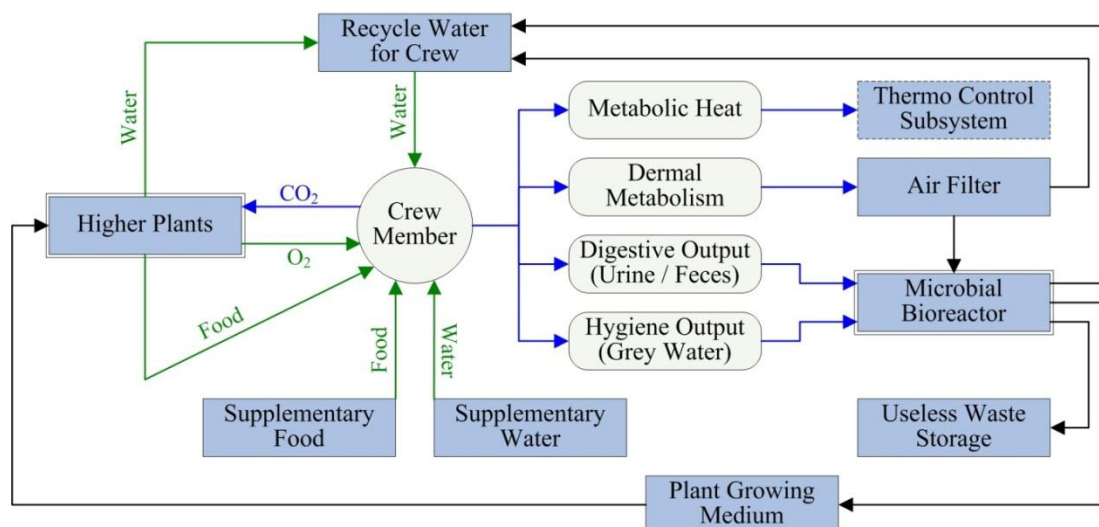 Recycle Water
for Crew
Water
Water
Metabolic Heat
Thermo Control
Subsystem
Dermal
Metabolism
Air Filter
CO₂
Crew
Member
Higher Plants
O₂
Digestive Output
(Urine / Feces)
Microbial
Bioreactor
Food
Hygiene Output
(Grey Water)
Food
Water
Supplementary
Food
Supplementary
Water
Useless Waste
Storage
Plant Growing
Medium